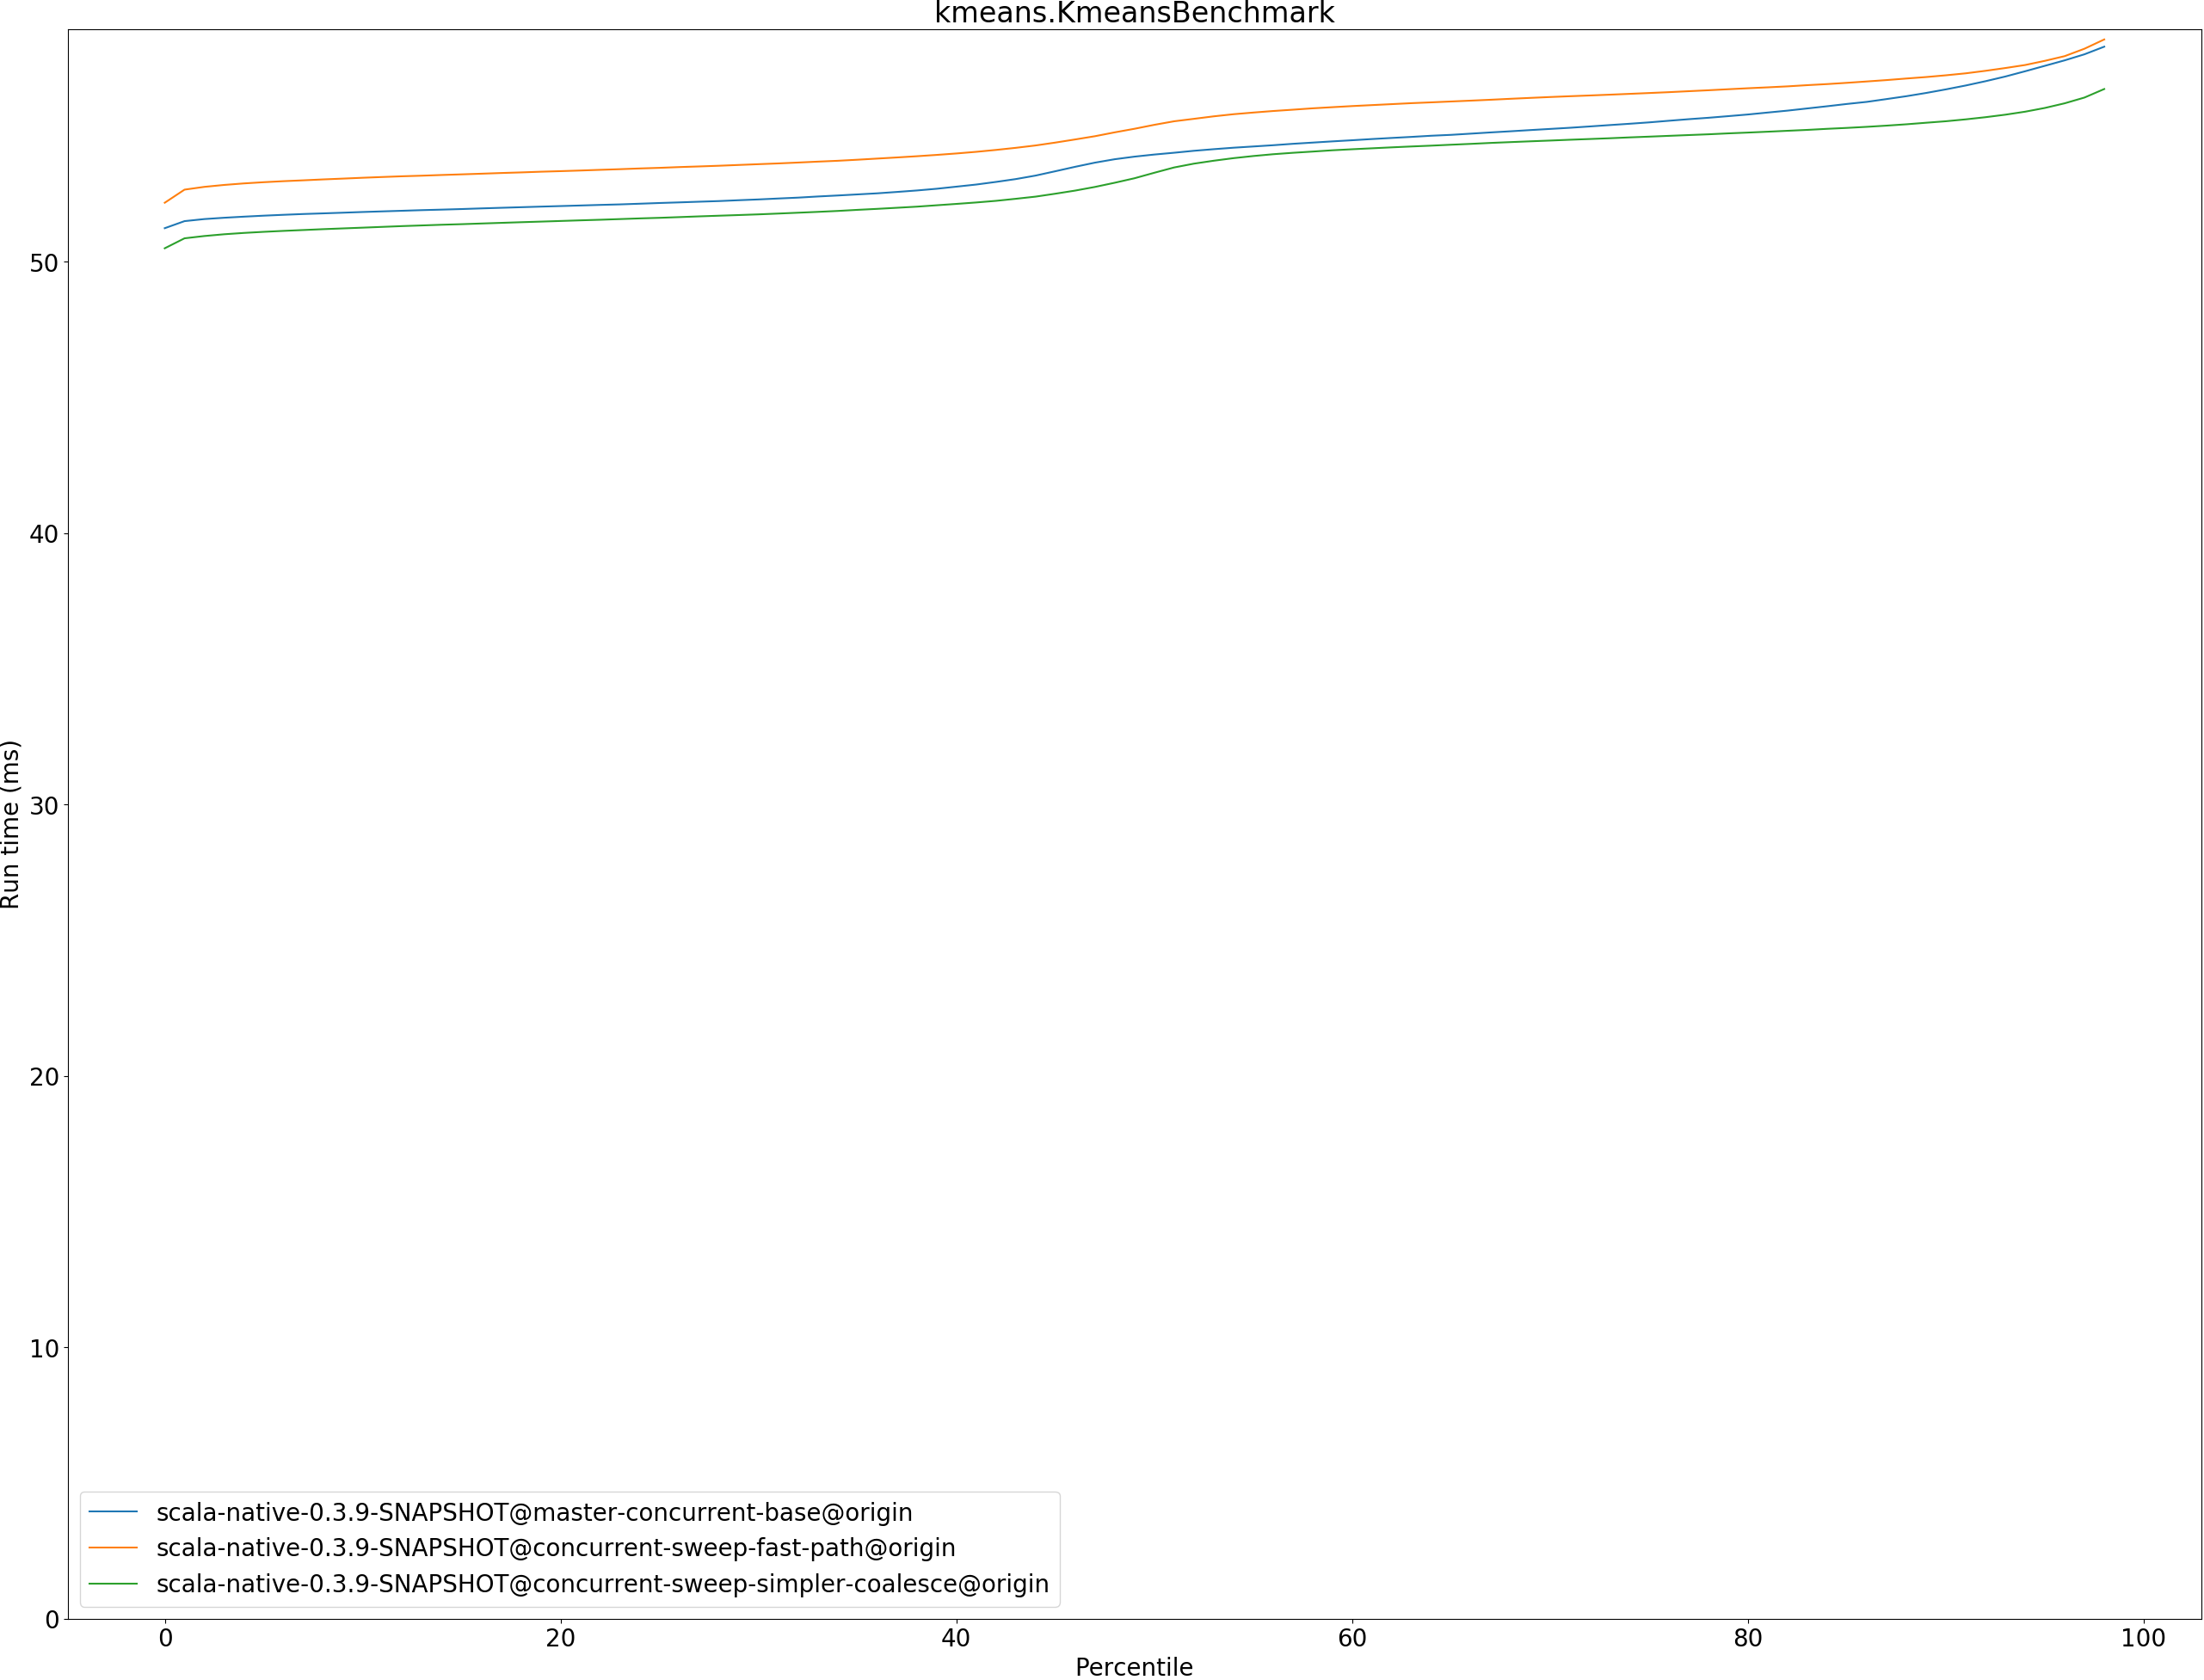 kmeans.KmeansBenchmark
Run time (ms)
50
40
30
20
10
0
scala-native-0.3.9-SNAPSHOT@master-concurrent-base@origin
scala-native-0.3.9-SNAPSHOT@concurrent-sweep-fast-path@origin
scala-native-0.3.9-SNAPSHOT@concurrent-sweep-simpler-coalesce@origin
0 20 40 60 80 100
Percentile